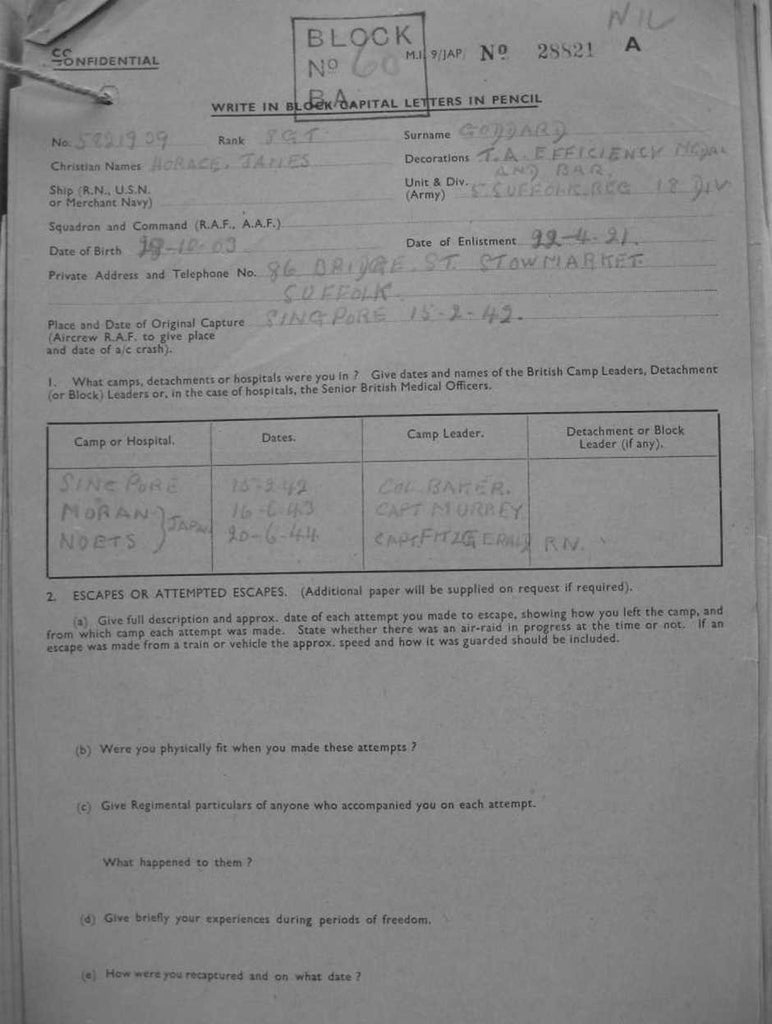 NIL
BLOCK
CONFIDENTIAL
No 60 M.I. 9/JAP No 28821 A
BA
WRITE IN BLOCK CAPITAL LETTERS IN PENCIL
No. 5821909 Rank SGT Surname GODDARD
Christian Names HORACE. JAMES Decorations T.A. EFFICIENCY MEDAL
AND BAR.
Ship (R.N., U.S.N. Unit & Div. 5 SUFFOLK REG 18 DIV
or Merchant Navy) (Army)
Squadron and Command (R.A.F., A.A.F.)
Date of Birth -10-03 Date of Enlistment 22-4-21.
Private Address and Telephone No. 86 BRIDGE. ST. STOWMARKET.
SUFFOLK.
Place and Date of Original Capture SINGPORE 15-2-42.
(Aircrew R.A.F. to give place
and date of a/c crash).
1. What camps, detachments or hospitals were you in ? Give dates and names of the British Camp Leaders, Detachment
(or Block) Leaders or, in the case of hospitals, the Senior British Medical Officers.
Camp or Hospital. Dates. Camp Leader. Detachment or Block
Leader (if any).
SINGPORE 15-2-42 COL. BAKER.
MORAN } JAPAN 16-6-43 CAPT MURREY
NOETS 20-6-44 CAPT. FITZGERALD R.N.
2. ESCAPES OR ATTEMPTED ESCAPES. (Additional paper will be supplied on request if required).
(a) Give full description and approx. date of each attempt you made to escape, showing how you left the camp, and
from which camp each attempt was made. State whether there was an air-raid in progress at the time or not. If an
escape was made from a train or vehicle the approx. speed and how it was guarded should be included.
(b) Were you physically fit when you made these attempts ?
(c) Give Regimental particulars of anyone who accompanied you on each attempt.
What happened to them ?
(d) Give briefly your experiences during periods of freedom.
(e) How were you recaptured and on what date ?